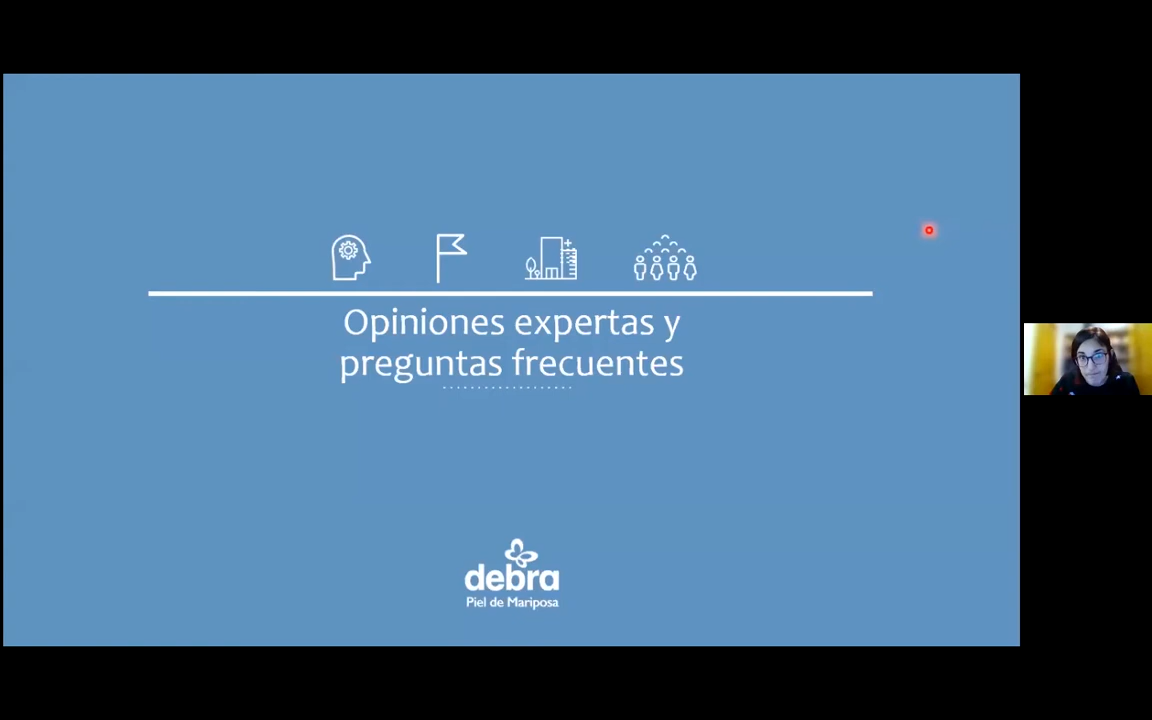 Opiniones expertas y
preguntas frecuentes
debra
Piel de Mariposa